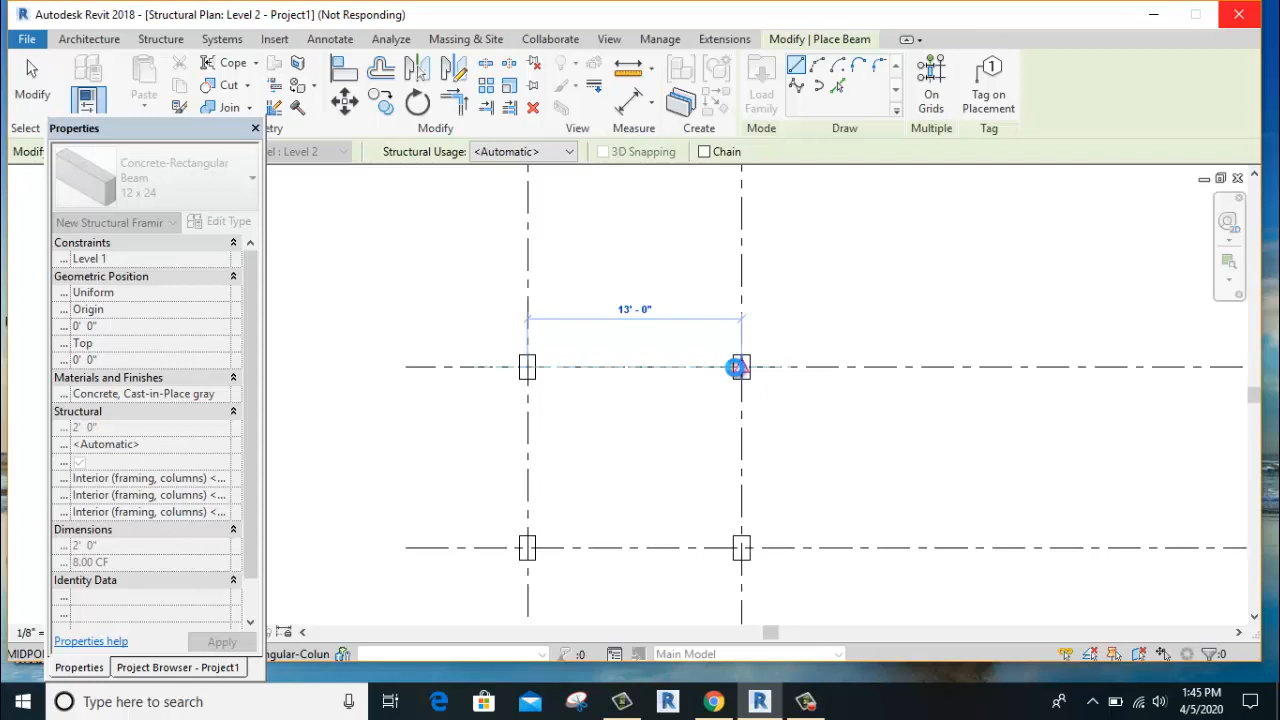 Autodesk Revit 2018 - [Structural Plan: Level 2 - Project1] (Not Responding)
File Architecture Structure Systems Insert Annotate Analyze Massing & Site Collaborate View Manage Extensions Modify | Place Beam
Modify
Paste
Cope
Cut
Join
Load
Family
On
Grids
Tag on
Placement
Select
etry
Modify
View
Measure
Create
Mode
Draw
Multiple
Tag
Modif
el : Level 2
Structural Usage: <Automatic>
3D Snapping
Chain
Properties
Concrete-Rectangular
Beam
12 x 24
New Structural Framir
Edit Type
Constraints
... Level 1
Geometric Position
... Uniform
... Origin
... 0' 0"
... Top
... 0' 0"
Materials and Finishes
... Concrete, Cast-in-Place gray
Structural
... 2' 0"
... <Automatic>
...
... Interior (framing, columns) <...
... Interior (framing, columns) <...
... Interior (framing, columns) <...
Dimensions
... 2' 0"
... 8.00 CF
Identity Data
...
...
Properties help
Apply
Properties
Project Browser - Project1
13' - 0"
2D
1/8" =
MIDPO
ngular-Colun
:0
Main Model
:0
Type here to search
1:45 PM
4/5/2020